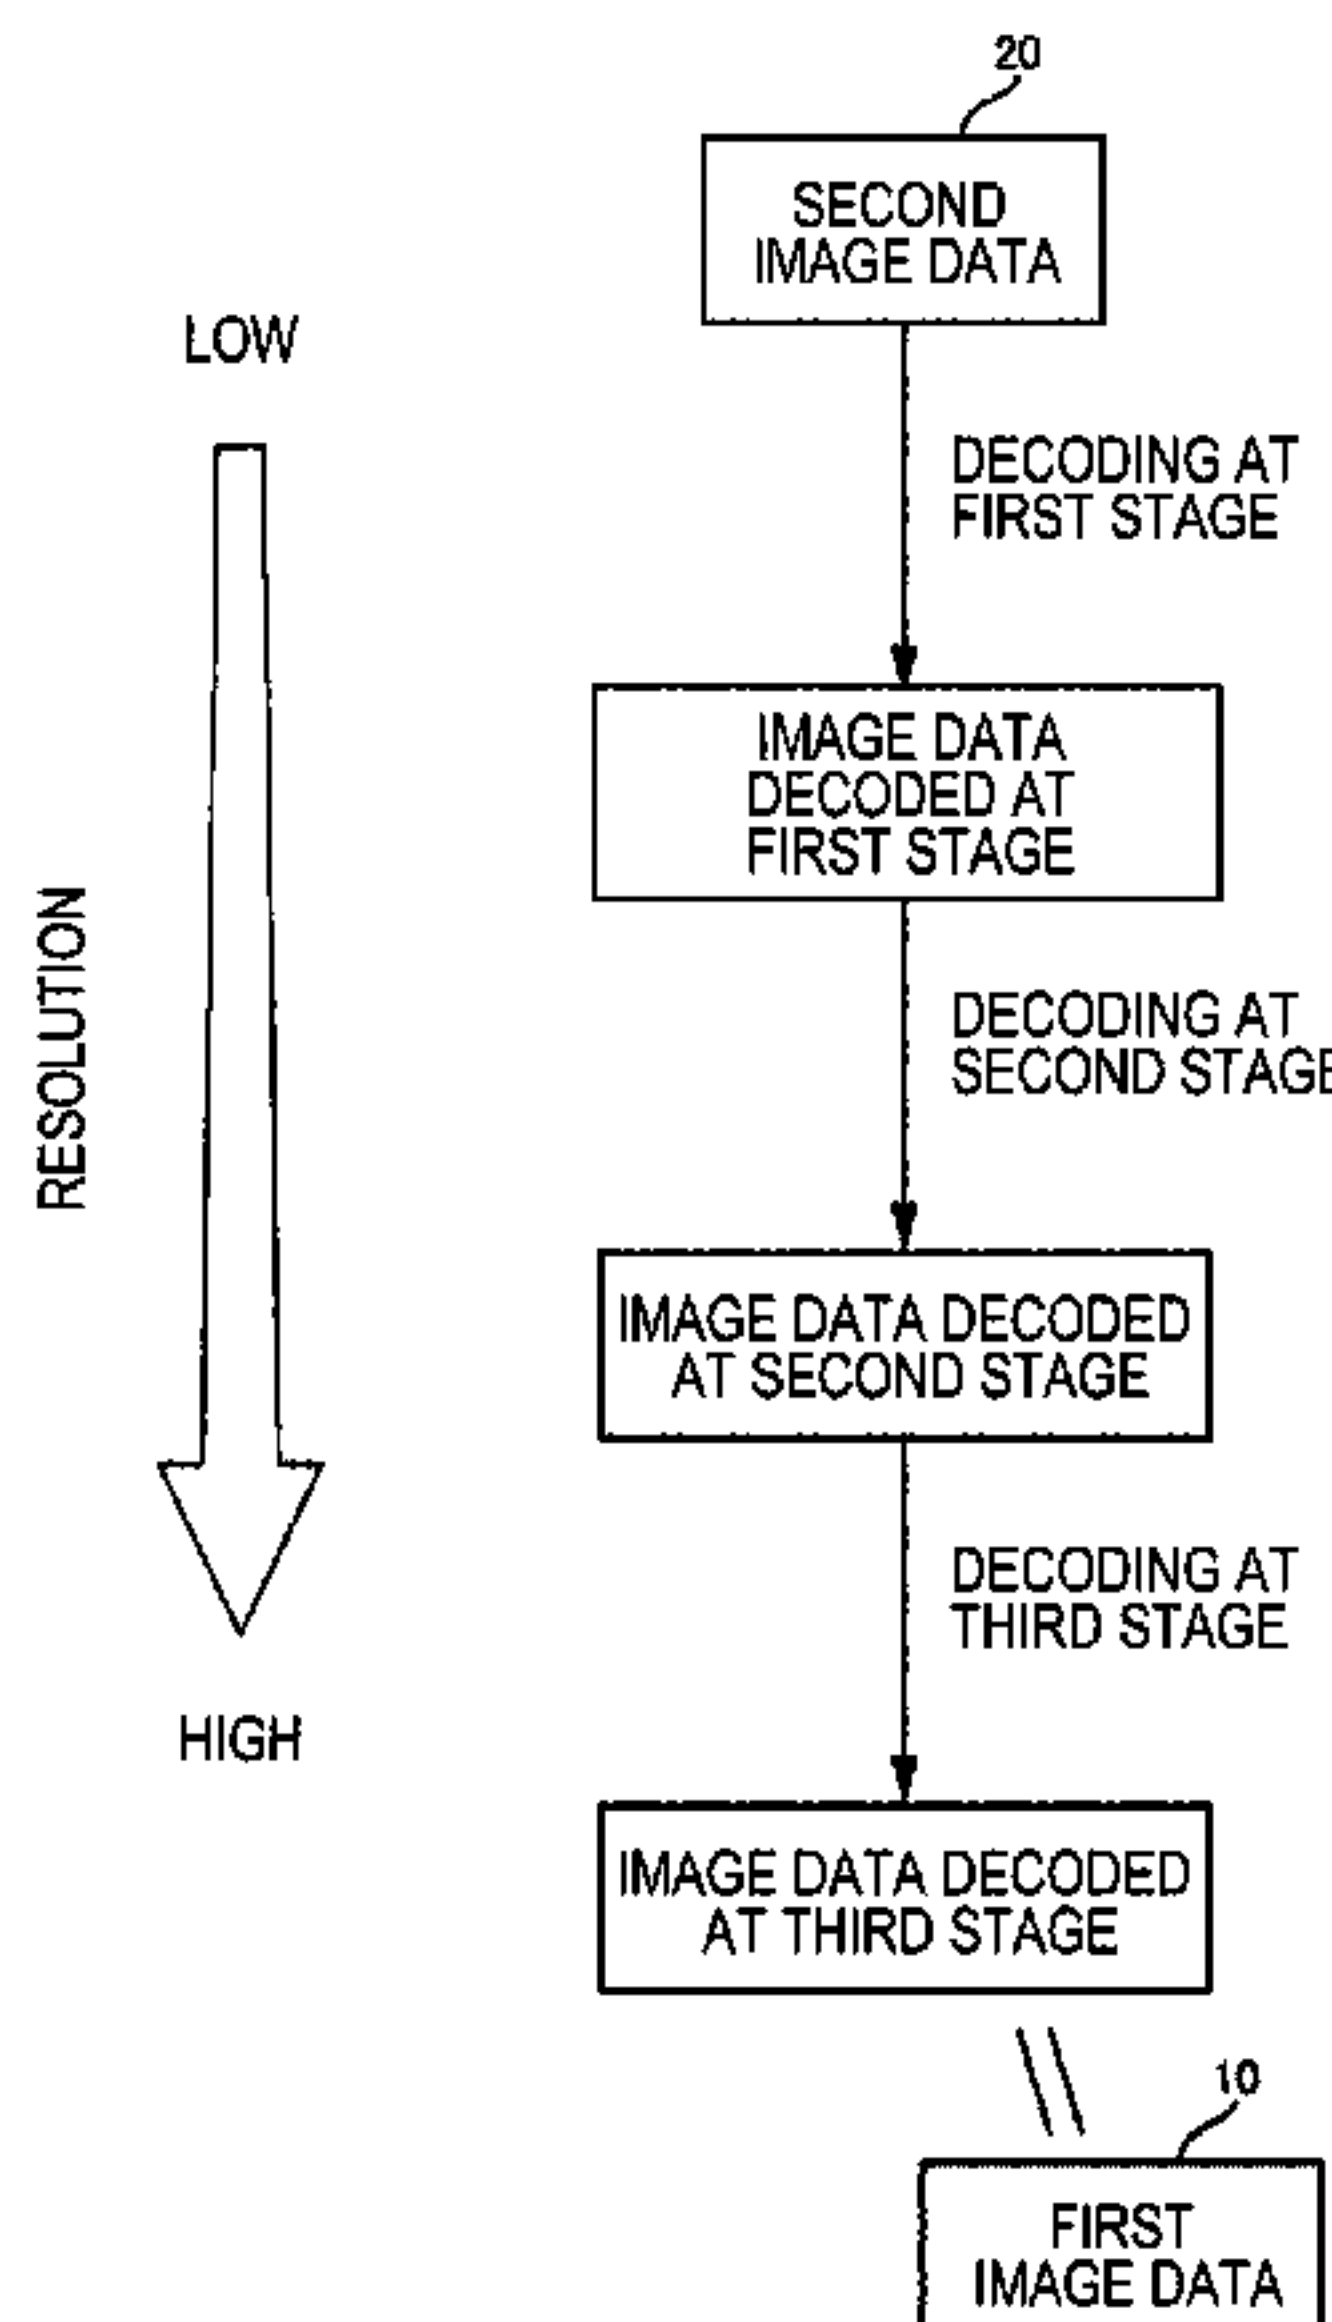 20
SECOND
IMAGE DATA
LOW
DECODING AT
FIRST STAGE
IMAGE DATA
DECODED AT
FIRST STAGE
RESOLUTION
DECODING AT
SECOND STAGE
IMAGE DATA DECODED
AT SECOND STAGE
DECODING AT
THIRD STAGE
HIGH
IMAGE DATA DECODED
AT THIRD STAGE
10
FIRST
IMAGE DATA